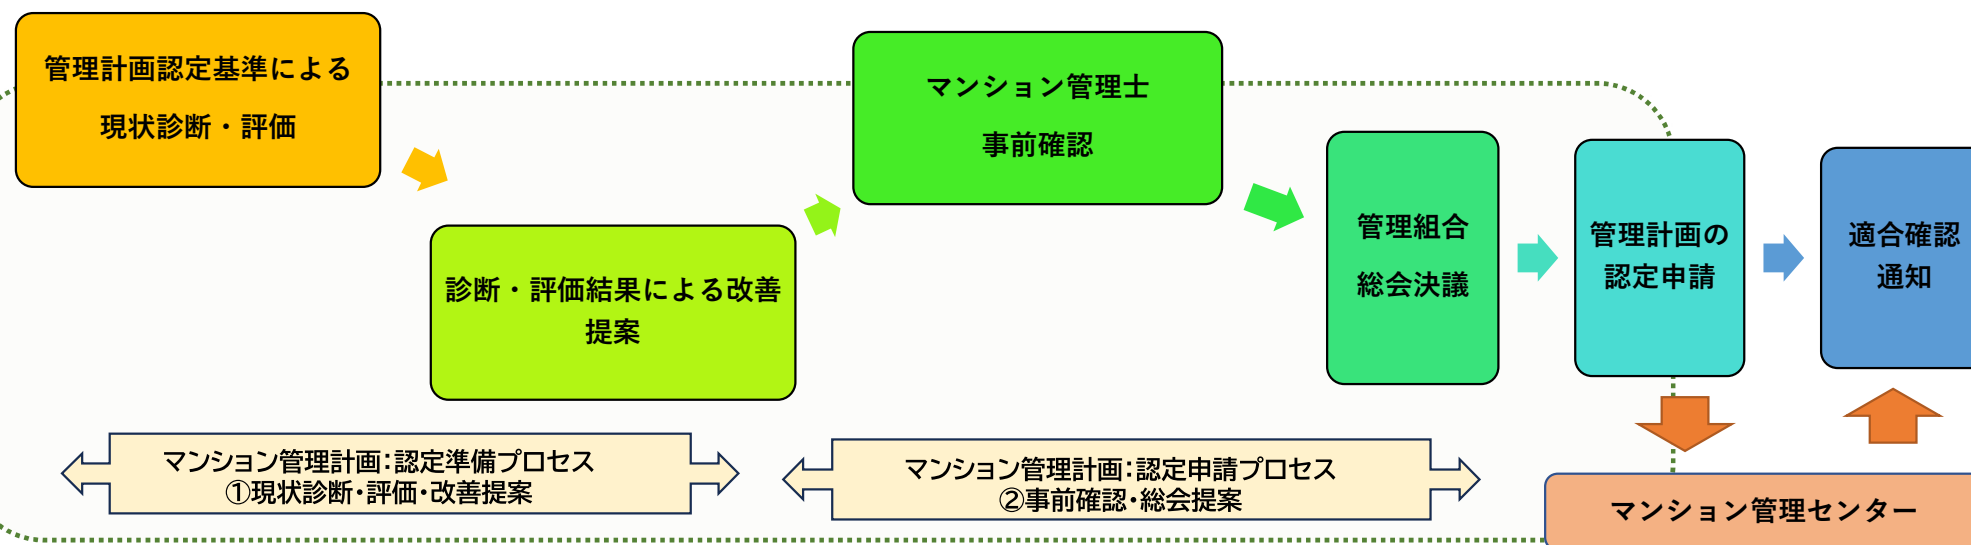 管理計画認定基準による
現状診断・評価
診断・評価結果による改善
提案
マンション管理士
事前確認
管理組合
総会決議
管理計画の
認定申請
適合確認
通知
マンション管理計画：認定準備プロセス
①現状診断・評価・改善提案
マンション管理計画：認定申請プロセス
②事前確認・総会提案
マンション管理センター